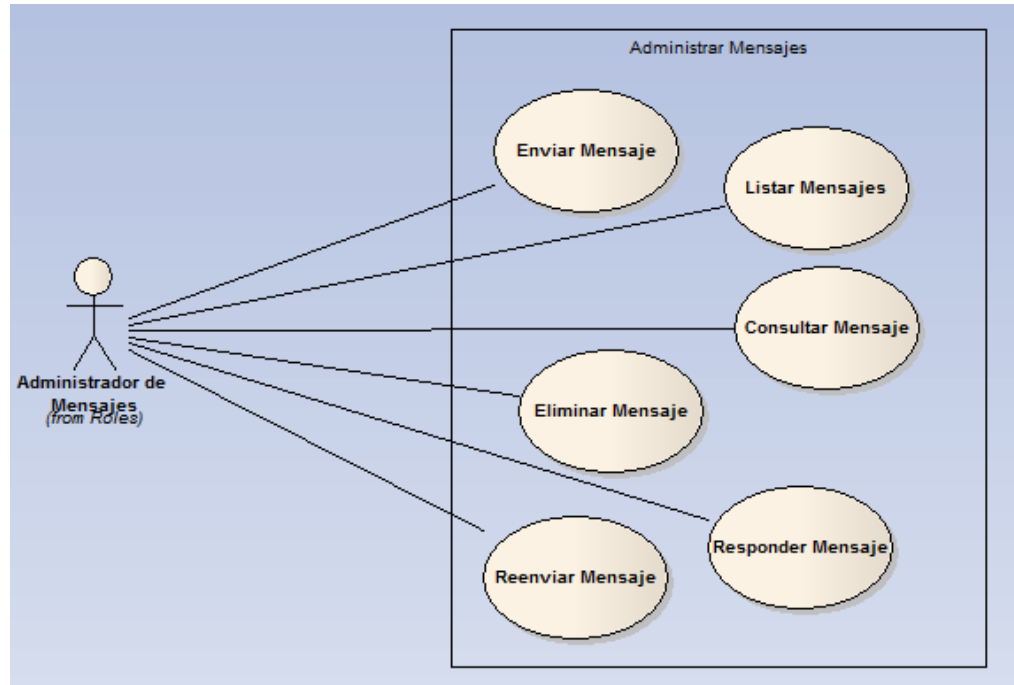 Administrar Mensajes
Enviar Mensaje
Listar Mensajes
Consultar Mensaje
Administrador de
Mensajes
(from Roles)
Eliminar Mensaje
Responder Mensaje
Reenviar Mensaje